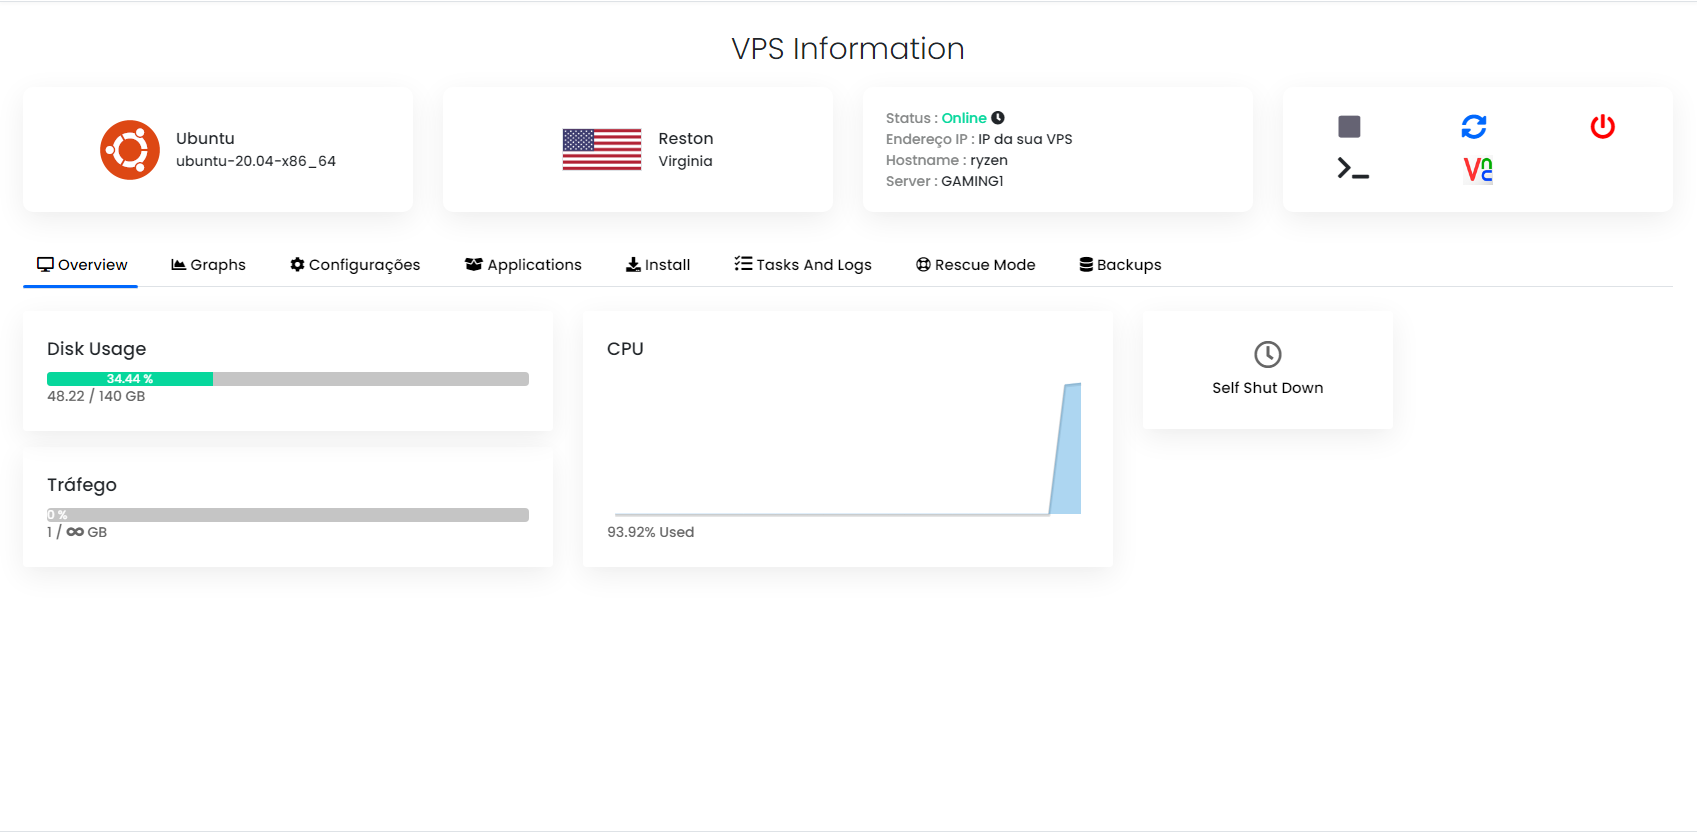 VPS Information
Ubuntu
ubuntu-20.04-x86_64
Reston
Virginia
Status : Online
Endereço IP : IP da sua VPS
Hostname : ryzen
Server : GAMING1
VNC
Overview
Graphs
Configurações
Applications
Install
Tasks And Logs
Rescue Mode
Backups
Disk Usage
34.44 %
48.22 / 140 GB
Tráfego
0 %
1 / ∞ GB
CPU
93.92% Used
Self Shut Down